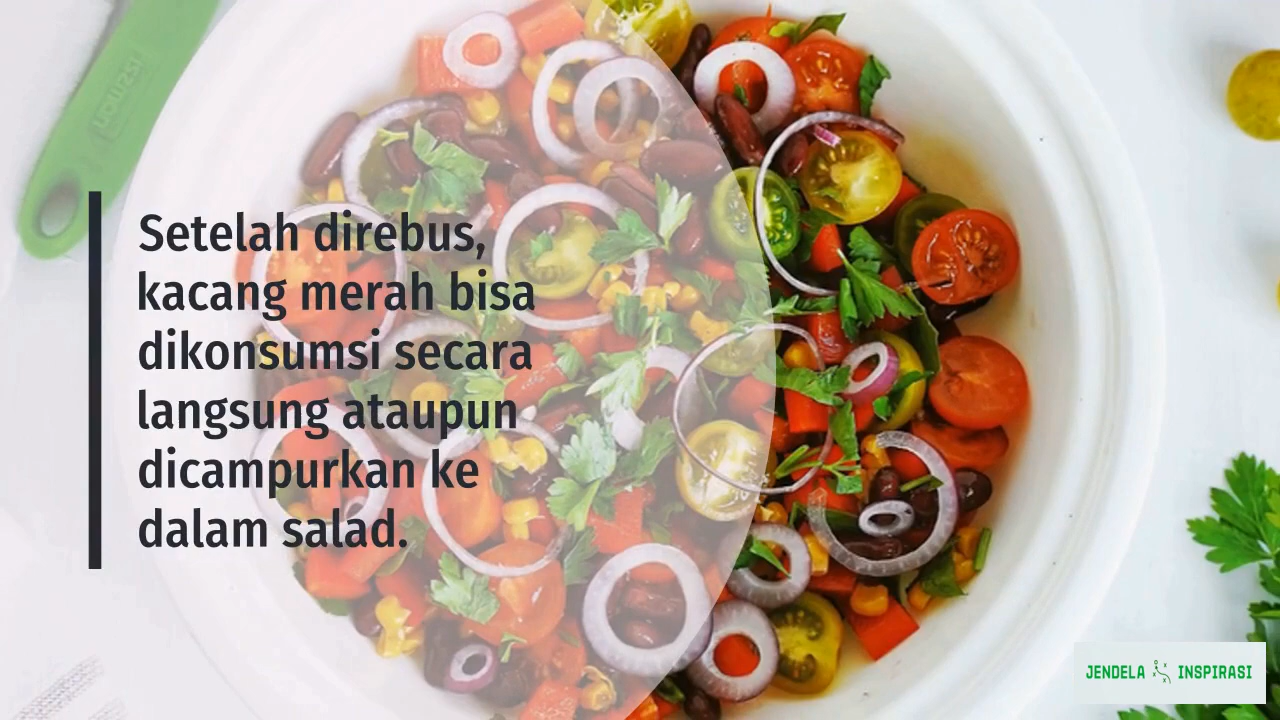 Setelah direbus,
kacang merah bisa
dikonsumsi secara
langsung ataupun
dicampurkan ke
dalam salad.
JENDELA INSPIRASI